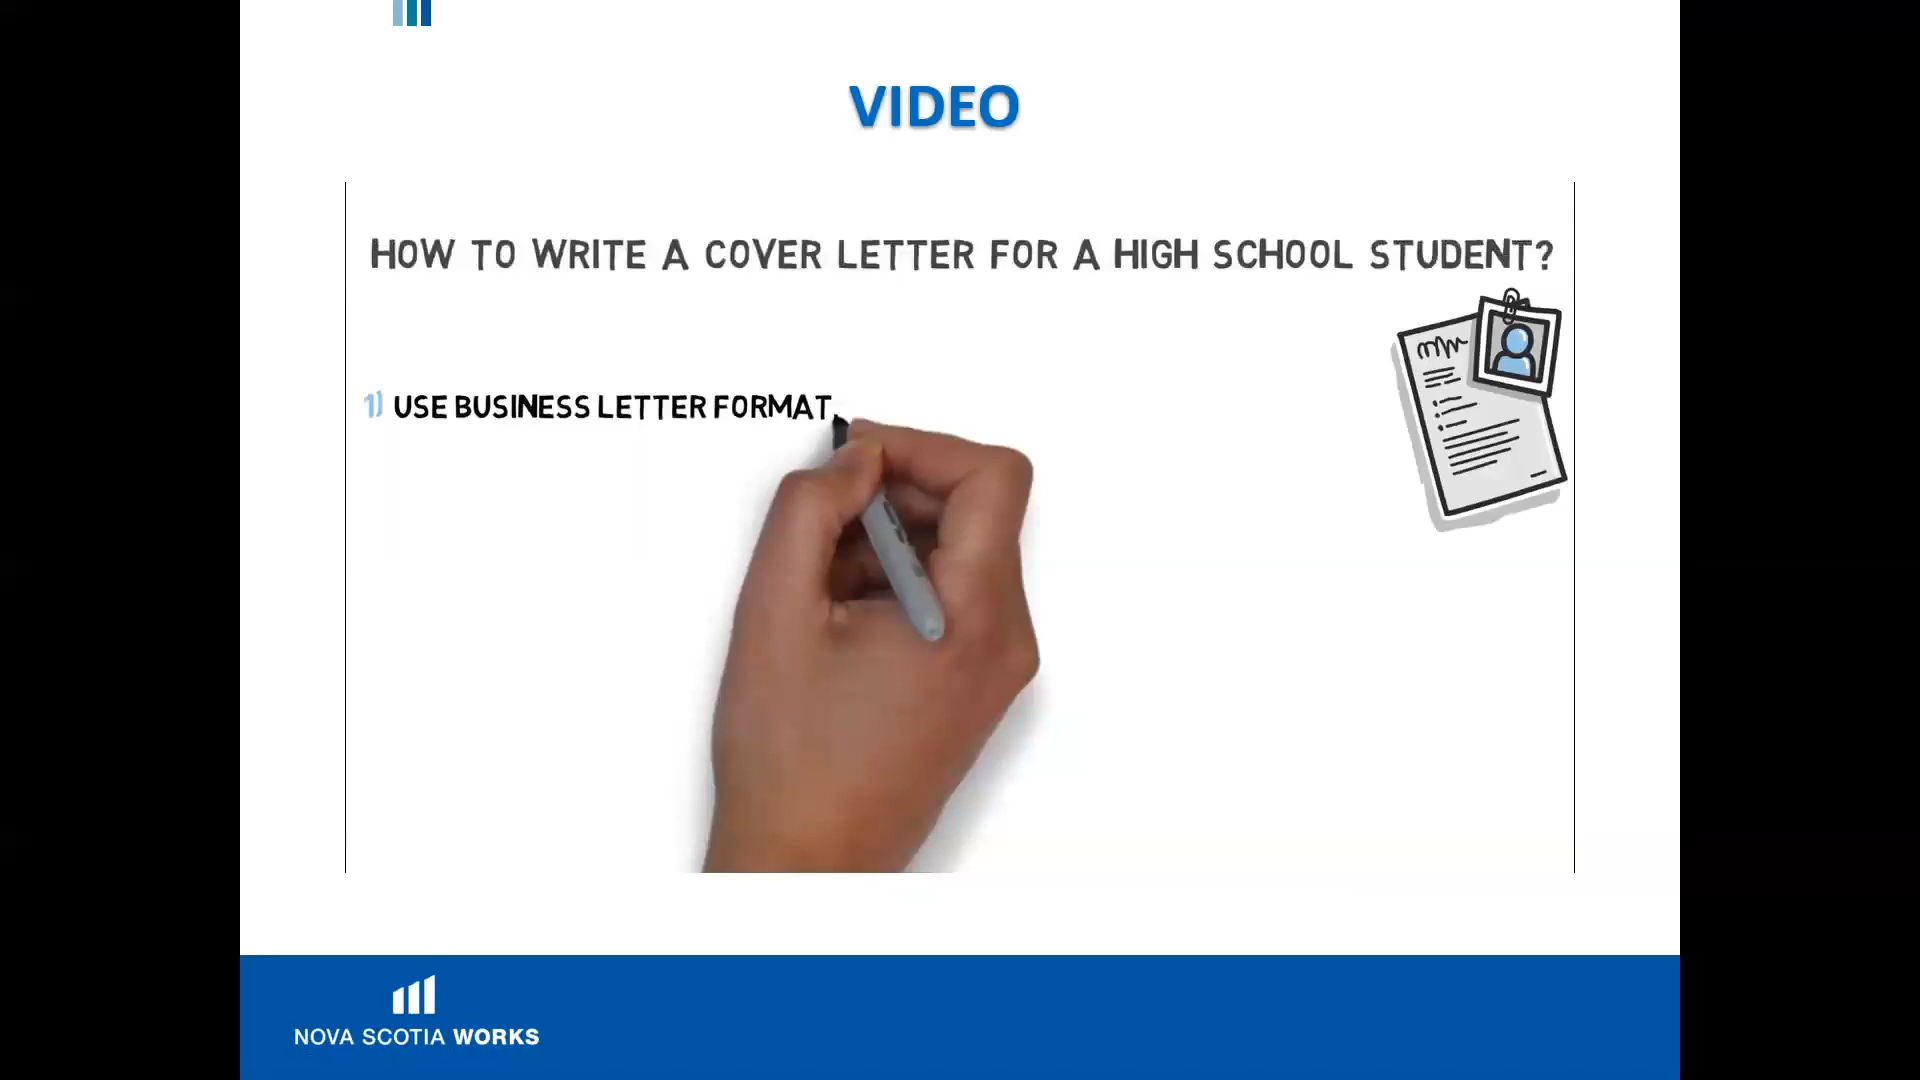 VIDEO
HOW TO WRITE A COVER LETTER FOR A HIGH SCHOOL STUDENT?
1) USE BUSINESS LETTER FORMAT.
NOVA SCOTIA WORKS